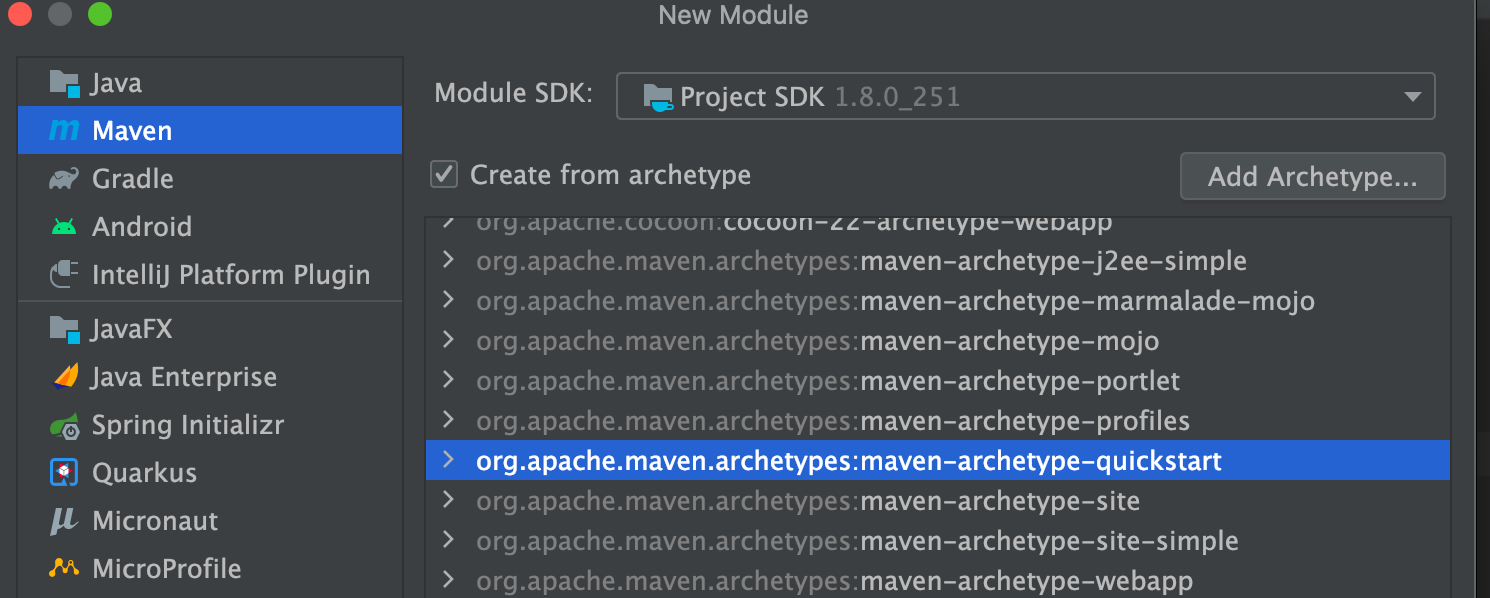 New Module
Java
Maven
Gradle
Android
IntelliJ Platform Plugin
JavaFX
Java Enterprise
Spring Initializr
Quarkus
Micronaut
MicroProfile
Module SDK: Project SDK 1.8.0_251
Create from archetype
Add Archetype...
org.apache.cocoon:cocoon-22-archetype-webapp
org.apache.maven.archetypes:maven-archetype-j2ee-simple
org.apache.maven.archetypes:maven-archetype-marmalade-mojo
org.apache.maven.archetypes:maven-archetype-mojo
org.apache.maven.archetypes:maven-archetype-portlet
org.apache.maven.archetypes:maven-archetype-profiles
org.apache.maven.archetypes:maven-archetype-quickstart
org.apache.maven.archetypes:maven-archetype-site
org.apache.maven.archetypes:maven-archetype-site-simple
org.apache.maven.archetypes:maven-archetype-webapp